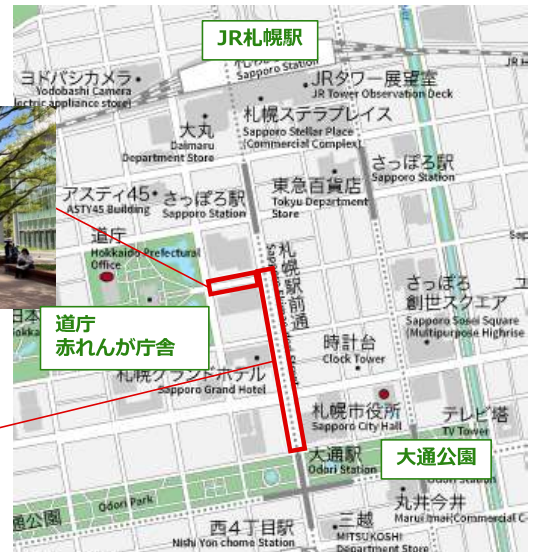 JR札幌駅
Sapporo Station
JR H
ヨドバシカメラ
Yodobashi Camera
lectric appliance store)
JRタワー展望室
JR Tower Observation Deck
大丸
Daimaru
Department Store
札幌ステラプレイス
Sapporo Stellar Place
(Commercial Complex)
さっぽろ駅
Sapporo Station
アスティ45
ASTY45 Building
さっぽろ駅
Sapporo Station
東急百貨店
Tokyu Department
Store
道庁
Hokkaido Prefectural
Office
札幌駅前通
Sap
さっぽろ
創世スクエア
Sapporo Sosei Square
(Multipurpose Highrise
道庁
赤れんが庁舎
日本
時計台
Clock Tower
札幌グランドホテル
Sapporo Grand Hotel
札幌市役所
Sapporo City Hall
テレビ塔
TV Tower
大通駅
Odori Station
大通公園
Odori Station
Odori Park
通公園
丸井今井
Marui Imai(Commercial C
西4丁目駅
Nishi Yon chome Station
三越
MITSUKOSHI
Department Store